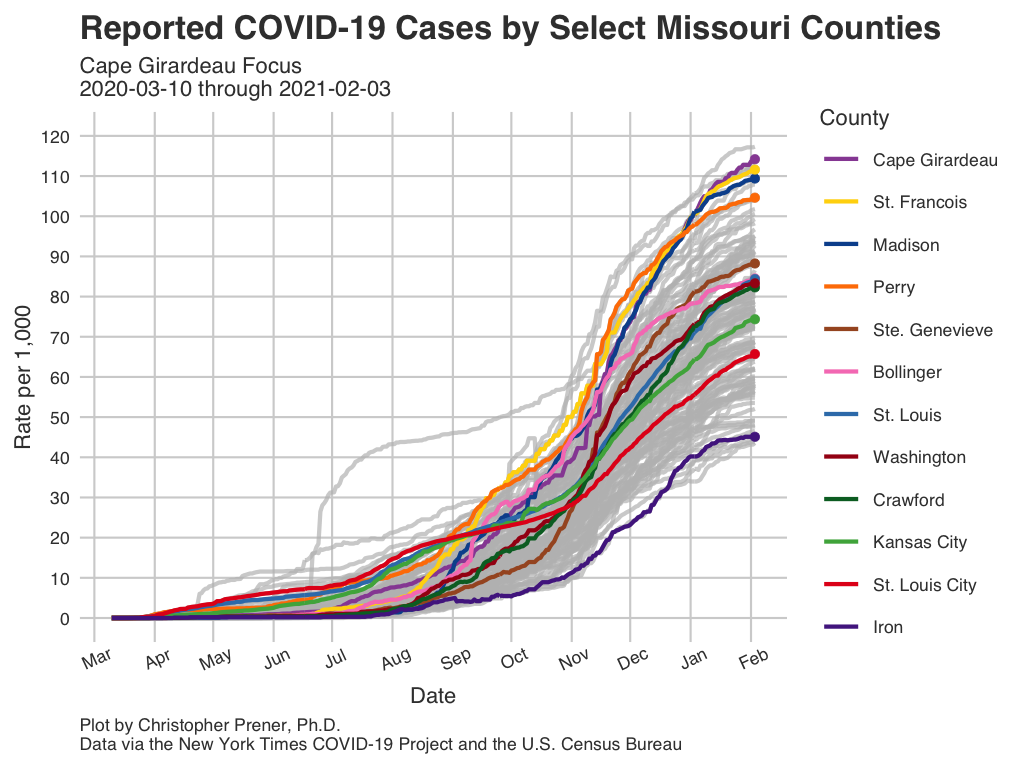 Reported COVID-19 Cases by Select Missouri Counties
Cape Girardeau Focus
2020-03-10 through 2021-02-03
County
Cape Girardeau
St. Francois
Madison
Perry
Ste. Genevieve
Bollinger
St. Louis
Washington
Crawford
Kansas City
St. Louis City
Iron
Rate per 1,000
120
110
100
90
80
70
60
50
40
30
20
10
0
Mar Apr May Jun Jul Aug Sep Oct Nov Dec Jan Feb
Date
Plot by Christopher Prener, Ph.D.
Data via the New York Times COVID-19 Project and the U.S. Census Bureau